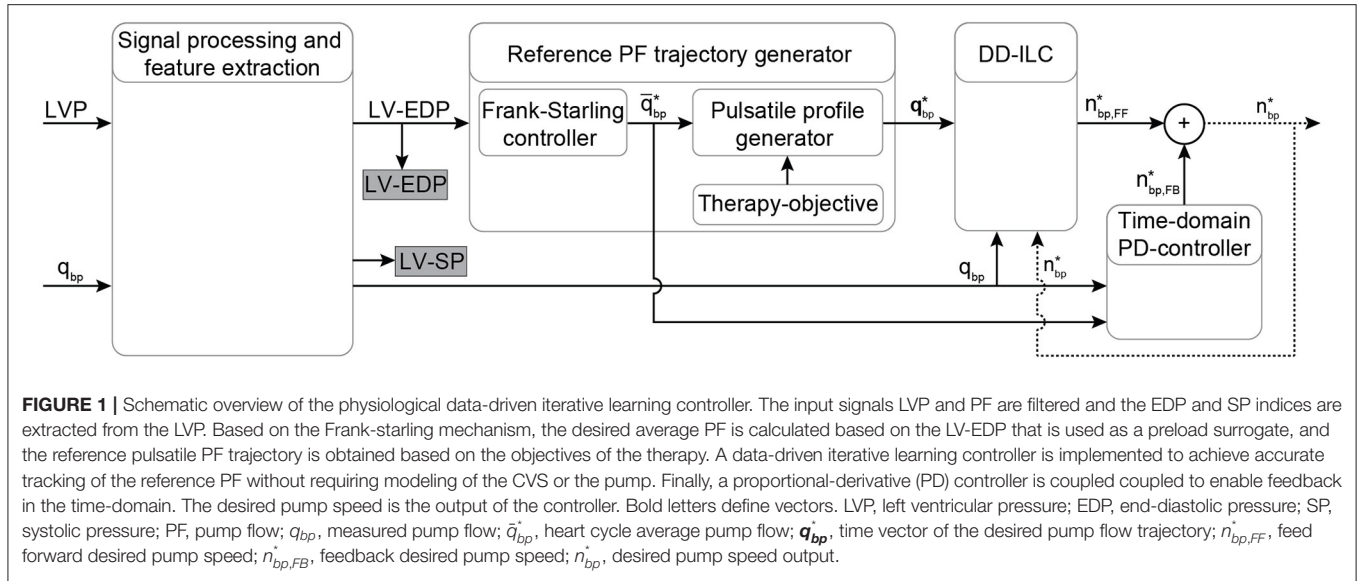 Signal processing and
feature extraction
Reference PF trajectory generator
DD-ILC
LVP
LV-EDP
Frank-Starling
controller
q̅*bp
Pulsatile profile
generator
q*bp
n*bp,FF
+
n*bp
LV-EDP
Therapy-objective
n*bp,FB
Time-domain
PD-controller
LV-SP
qbp
qbp
n*bp
FIGURE 1 | Schematic overview of the physiological data-driven iterative learning controller. The input signals LVP and PF are filtered and the EDP and SP indices are
extracted from the LVP. Based on the Frank-starling mechanism, the desired average PF is calculated based on the LV-EDP that is used as a preload surrogate, and
the reference pulsatile PF trajectory is obtained based on the objectives of the therapy. A data-driven iterative learning controller is implemented to achieve accurate
tracking of the reference PF without requiring modeling of the CVS or the pump. Finally, a proportional-derivative (PD) controller is coupled coupled to enable feedback
in the time-domain. The desired pump speed is the output of the controller. Bold letters define vectors. LVP, left ventricular pressure; EDP, end-diastolic pressure; SP,
systolic pressure; PF, pump flow; qbp, measured pump flow; q̅*bp, heart cycle average pump flow; q*bp, time vector of the desired pump flow trajectory; n*bp,FF, feed
forward desired pump speed; n*bp,FB, feedback desired pump speed; n*bp, desired pump speed output.